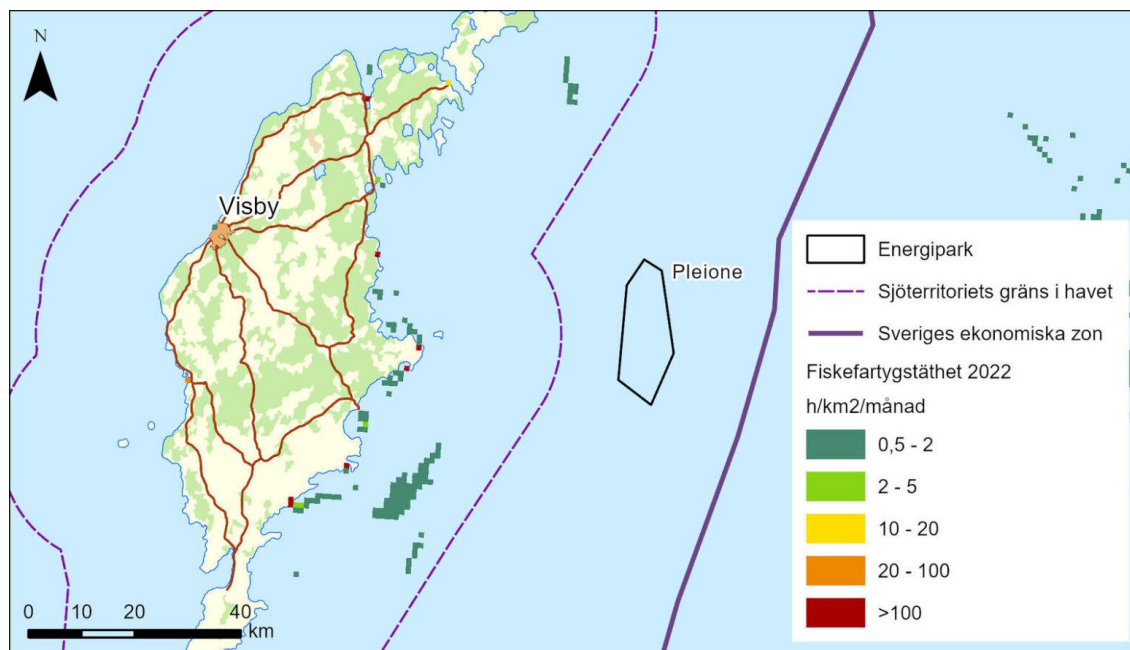 N
Visby
Pleione
Energipark
Sjöterritoriets gräns i havet
Sveriges ekonomiska zon
Fiskefartygstäthet 2022
h/km2/månad
0,5 - 2
2 - 5
10 - 20
20 - 100
>100
0 10 20 40
km